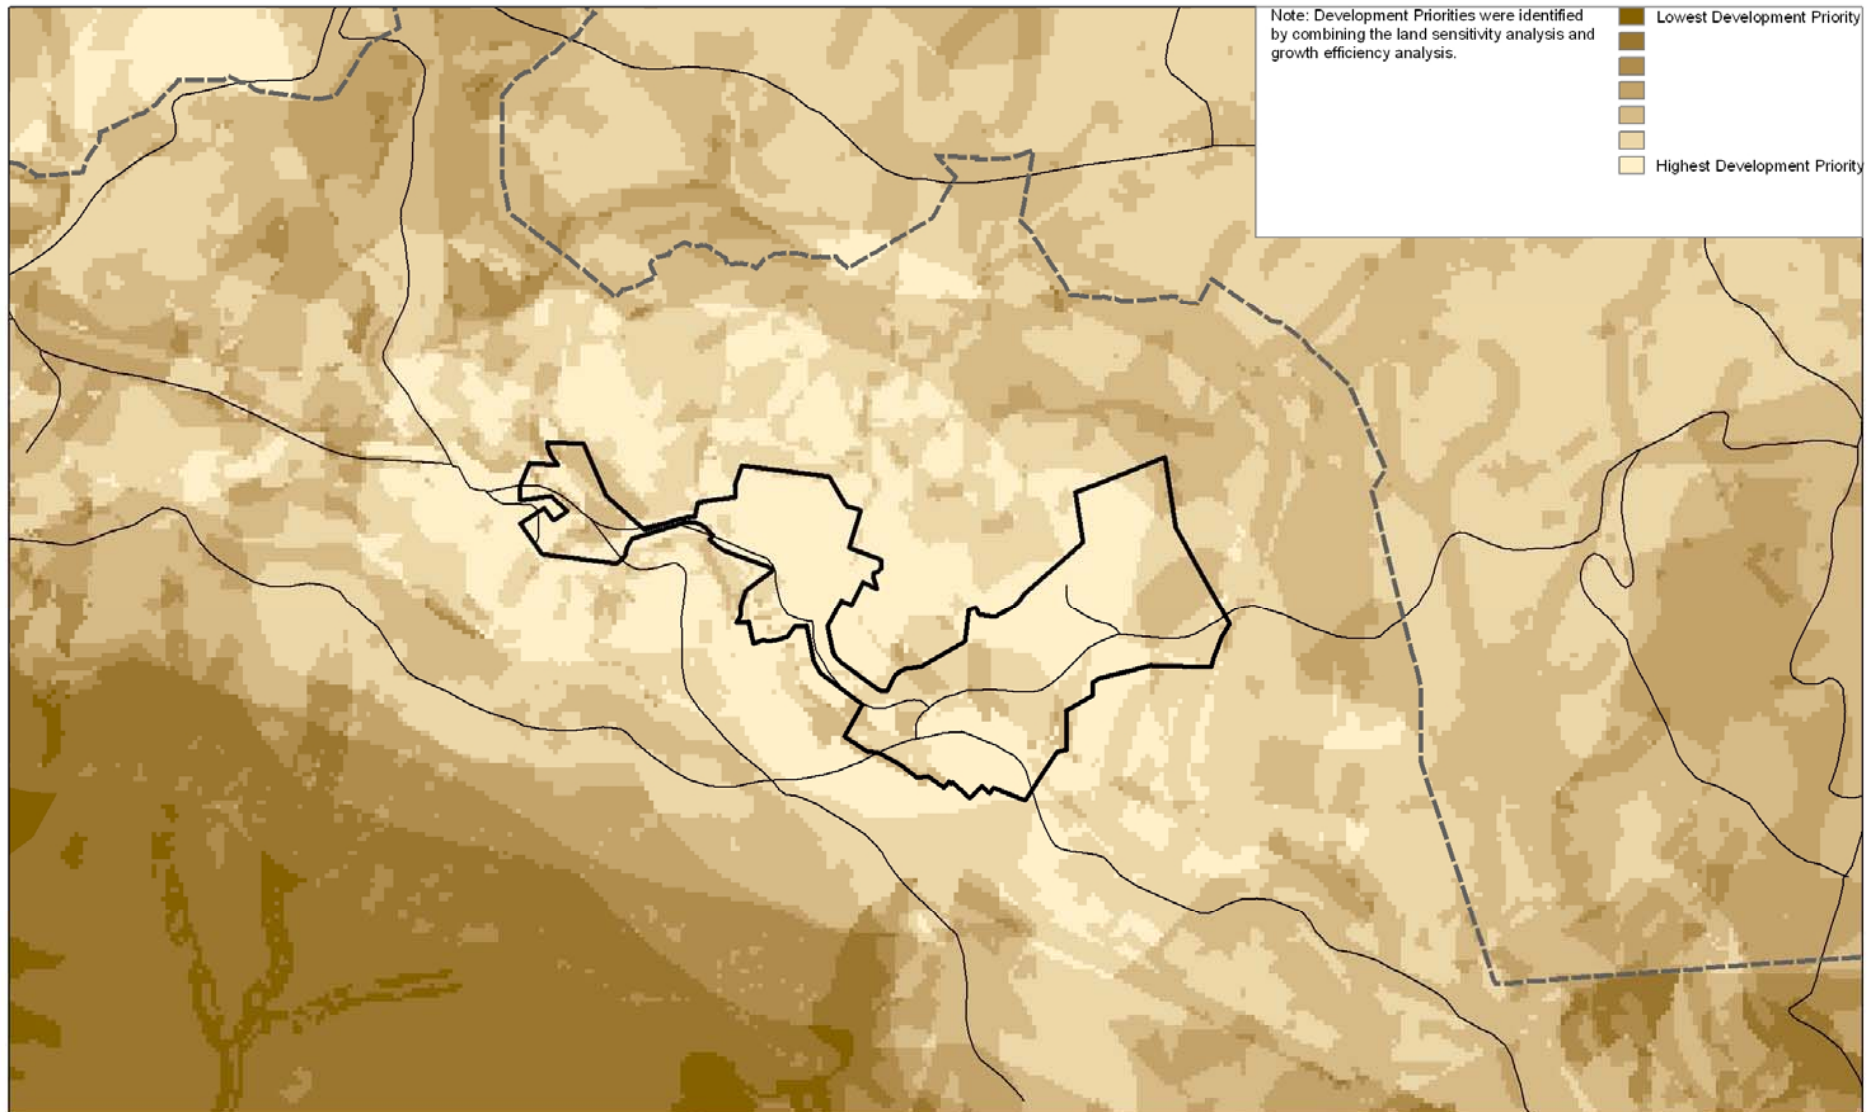 Note: Development Priorities were identified
by combining the land sensitivity analysis and
growth efficiency analysis.
Lowest Development Priority
Highest Development Priority